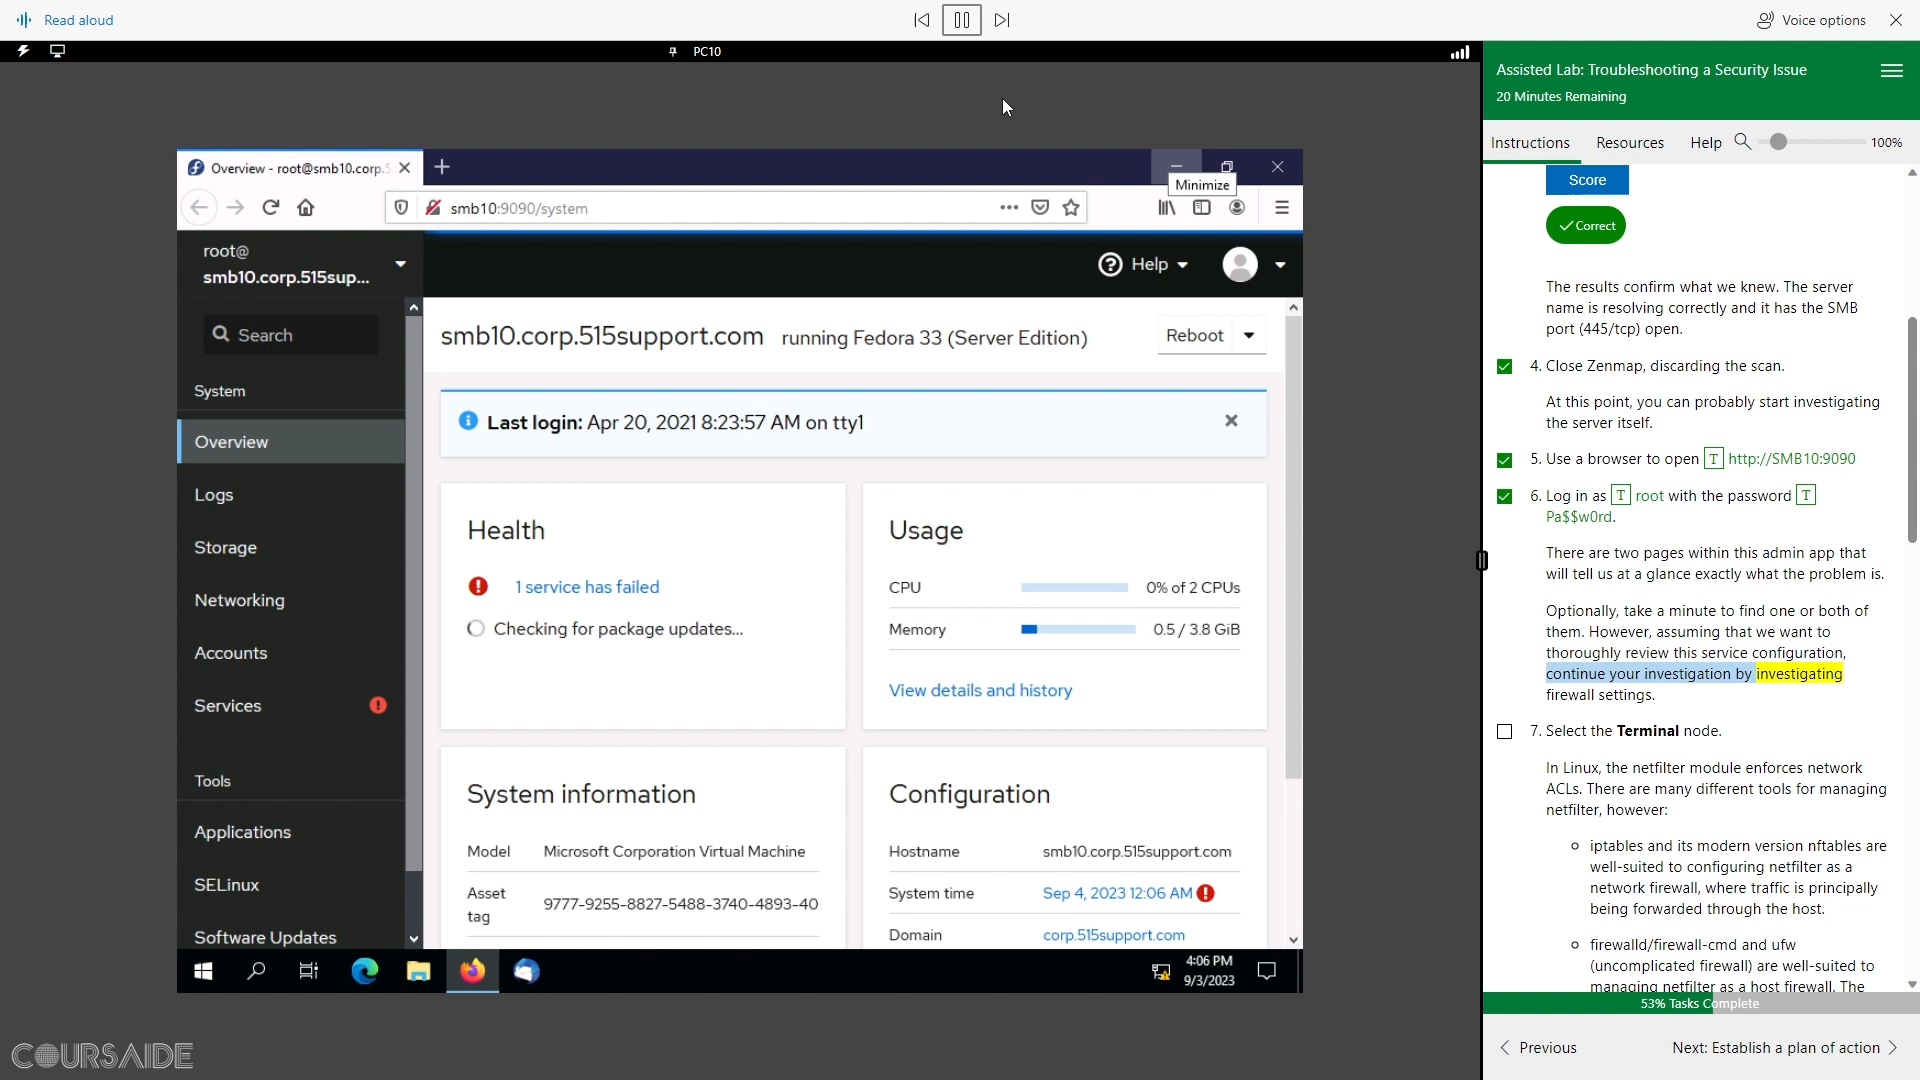 Read aloud
Voice options
PC10
Overview - root@smb10.corp.5
Minimize
smb10:9090/system
root@
smb10.corp.515sup...
Help
Search
System
Overview
Logs
Storage
Networking
Accounts
Services
Tools
Applications
SELinux
Software Updates
smb10.corp.515support.com running Fedora 33 (Server Edition)
Reboot
Last login: Apr 20, 2021 8:23:57 AM on tty1
Health
1 service has failed
Checking for package updates...
Usage
CPU 0% of 2 CPUs
Memory 0.5 / 3.8 GiB
View details and history
System information
Model Microsoft Corporation Virtual Machine
Asset
tag
9777-9255-8827-5488-3740-4893-40
Configuration
Hostname smb10.corp.515support.com
System time Sep 4, 2023 12:06 AM
Domain corp.515support.com
4:06 PM
9/3/2023
COURSAIDE
Assisted Lab: Troubleshooting a Security Issue
20 Minutes Remaining
Instructions Resources Help 100%
Score
Correct
The results confirm what we knew. The server
name is resolving correctly and it has the SMB
port (445/tcp) open.
4. Close Zenmap, discarding the scan.
At this point, you can probably start investigating
the server itself.
5. Use a browser to open T http://SMB10:9090
6. Log in as T root with the password T
Pa$$w0rd.
There are two pages within this admin app that
will tell us at a glance exactly what the problem is.
Optionally, take a minute to find one or both of
them. However, assuming that we want to
thoroughly review this service configuration,
continue your investigation by investigating
firewall settings.
7. Select the Terminal node.
In Linux, the netfilter module enforces network
ACLs. There are many different tools for managing
netfilter, however:
iptables and its modern version nftables are
well-suited to configuring netfilter as a
network firewall, where traffic is principally
being forwarded through the host.
firewalld/firewall-cmd and ufw
(uncomplicated firewall) are well-suited to
managing netfilter as a host firewall. The
53% Tasks Complete
Previous
Next: Establish a plan of action